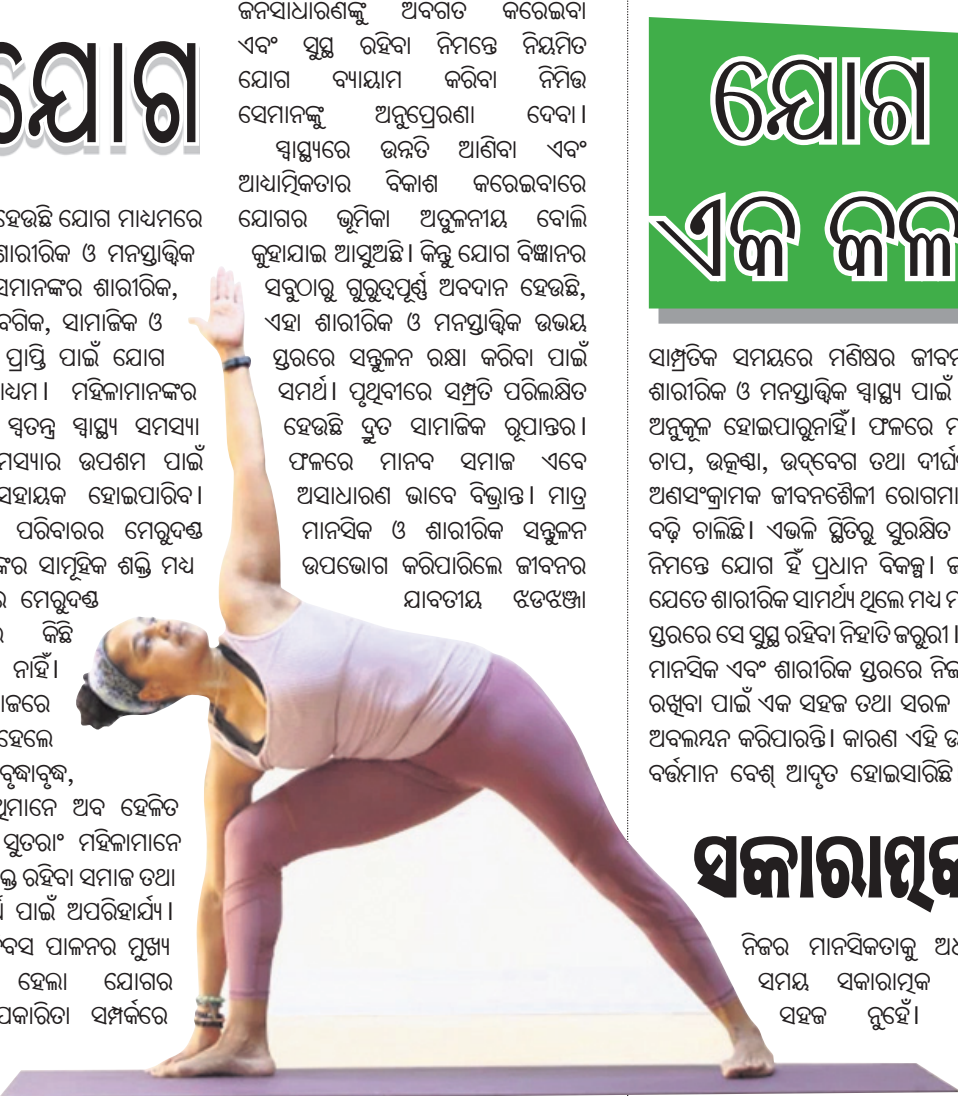 ଯୋଗ
ହେଉଛି ଯୋଗ ମାଧ୍ୟମରେ
ଶାରୀରିକ ଓ ମନସ୍ତାତ୍ତ୍ୱିକ
ସମାନଙ୍କର ଶାରୀରିକ,
ବଗିକ, ସାମାଜିକ ଓ
ପ୍ରାପ୍ତି ପାଇଁ ଯୋଗ
ାଧ୍ୟମ। ମହିଳାମାନଙ୍କର
ସ୍ୱତନ୍ତ୍ର ସ୍ୱାସ୍ଥ୍ୟ ସମସ୍ୟା
ମସ୍ୟାର ଉପଶମ ପାଇଁ
ସହାୟକ ହୋଇପାରିବ।
ପରିବାରର ମେରୁଦଣ୍ଡ
ଙ୍କର ସାମୂହିକ ଶକ୍ତି ମଧ୍ୟ
ମେରୁଦଣ୍ଡ
କିଛି
ନାହିଁ।
ାଜରେ
ହେଲେ
ବୃଦ୍ଧାବୃଦ୍ଧ,
ଥିମାନେ ଅବ ହେଳିତ
ସୁତରାଂ ମହିଳାମାନେ
କ୍ତ ରହିବା ସମାଜ ତଥା
ପାଇଁ ଅପରିହାର୍ଯ୍ୟ।
ବସ ପାଳନର ମୁଖ୍ୟ
ହେଲା ଯୋଗର
ପକାରିତା ସମ୍ପର୍କରେ
ଜନସାଧାରଣଙ୍କୁ ଅବଗତ କରେଇବା
ଏବଂ ସୁସ୍ଥ ରହିବା ନିମନ୍ତେ ନିୟମିତ
ଯୋଗ ବ୍ୟାୟାମ କରିବା ନିମିତ୍ତ
ସେମାନଙ୍କୁ ଅନୁପ୍ରେରଣା ଦେବା।
ସ୍ୱାସ୍ଥ୍ୟରେ ଉନ୍ନତି ଆଣିବା ଏବଂ
ଆଧ୍ୟାତ୍ମିକତାର ବିକାଶ କରେଇବାରେ
ଯୋଗର ଭୂମିକା ଅତୁଳନୀୟ ବୋଲି
କୁହାଯାଇ ଆସୁଅଛି। କିନ୍ତୁ ଯୋଗ ବିଜ୍ଞାନର
ସବୁଠାରୁ ଗୁରୁତ୍ୱପୂର୍ଣ୍ଣ ଅବଦାନ ହେଉଛି,
ଏହା ଶାରୀରିକ ଓ ମନସ୍ତାତ୍ତ୍ୱିକ ଉଭୟ
ସ୍ତରରେ ସନ୍ତୁଳନ ରକ୍ଷା କରିବା ପାଇଁ
ସମର୍ଥ। ପୃଥିବୀରେ ସମ୍ପ୍ରତି ପରିଲକ୍ଷିତ
ହେଉଛି ଦ୍ରୁତ ସାମାଜିକ ରୂପାନ୍ତର।
ଫଳରେ ମାନବ ସମାଜ ଏବେ
ଅସାଧାରଣ ଭାବେ ବିଭ୍ରାନ୍ତ। ମାତ୍ର
ମାନସିକ ଓ ଶାରୀରିକ ସନ୍ତୁଳନ
ଉପଭୋଗ କରିପାରିଲେ ଜୀବନର
ଯାବତୀୟ ଝଡଝଞ୍ଜା
ଯୋଗ
ଏକ କଳ
ସାମ୍ପ୍ରତିକ ସମୟରେ ମଣିଷର ଜୀବନ
ଶାରୀରିକ ଓ ମନସ୍ତାତ୍ତ୍ୱିକ ସ୍ୱାସ୍ଥ୍ୟ ପାଇଁ
ଅନୁକୂଳ ହୋଇପାରୁନାହିଁ। ଫଳରେ ମ
ଚାପ, ଉତ୍କଣ୍ଠା, ଉଦ୍‌ବେଗ ତଥା ଦୀର୍ଘ
ଅଣସଂକ୍ରାମକ ଜୀବନଶୈଳୀ ରୋଗମା
ବଢ଼ି ଚାଲିଛି। ଏଭଳି ସ୍ଥିତିରୁ ସୁରକ୍ଷିତ
ନିମନ୍ତେ ଯୋଗ ହିଁ ପ୍ରଧାନ ବିକଳ୍ପ। ଜ
ଯେତେ ଶାରୀରିକ ସାମର୍ଥ୍ୟ ଥିଲେ ମଧ୍ୟ ମ
ସ୍ତରରେ ସେ ସୁସ୍ଥ ରହିବା ନିହାତି ଜରୁରୀ।
ମାନସିକ ଏବଂ ଶାରୀରିକ ସ୍ତରରେ ନିଜ
ରଖିବା ପାଇଁ ଏକ ସହଜ ତଥା ସରଳ
ଅବଲମ୍ବନ କରିପାରନ୍ତି। କାରଣ ଏହି ଉ
ବର୍ତ୍ତମାନ ବେଶ୍ ଆଦୃତ ହୋଇସାରିଛି
ସକାରାତ୍ମକ
ନିଜର ମାନସିକତାକୁ ଅଧ
ସମୟ ସକାରାତ୍ମକ
ସହଜ ନୁହେଁ।